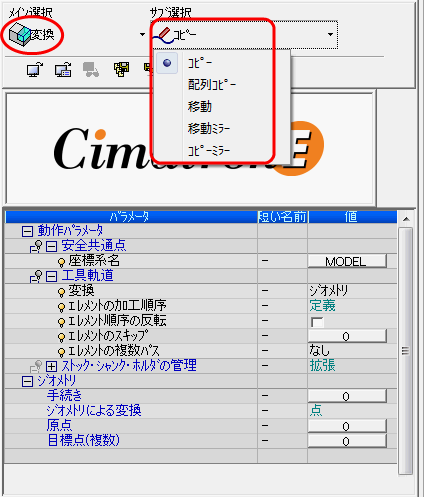 メイン選択 サブ選択
変換 コピー
コピー
配列コピー
移動
移動ミラー
コピーミラー
CimatronE
パラメータ 短い名前 値
動作パラメータ
安全共通点
座標系名 - MODEL
工具軌道
変換 - ジオメトリ
エレメントの加工順序 - 定義
エレメント順序の反転 -
エレメントのスキップ - 0
エレメントの複数パス - なし
ストック・シャンク・ホルダの管理 - 拡張
ジオメトリ
手続き - 0
ジオメトリによる変換 - 点
原点 - 0
目標点(複数) - 0